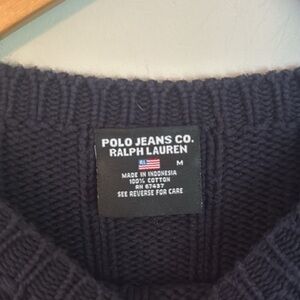 POLO JEANS CO.
RALPH LAUREN
M
MADE IN INDONESIA
100% COTTON
RN 67437
SEE REVERSE FOR CARE